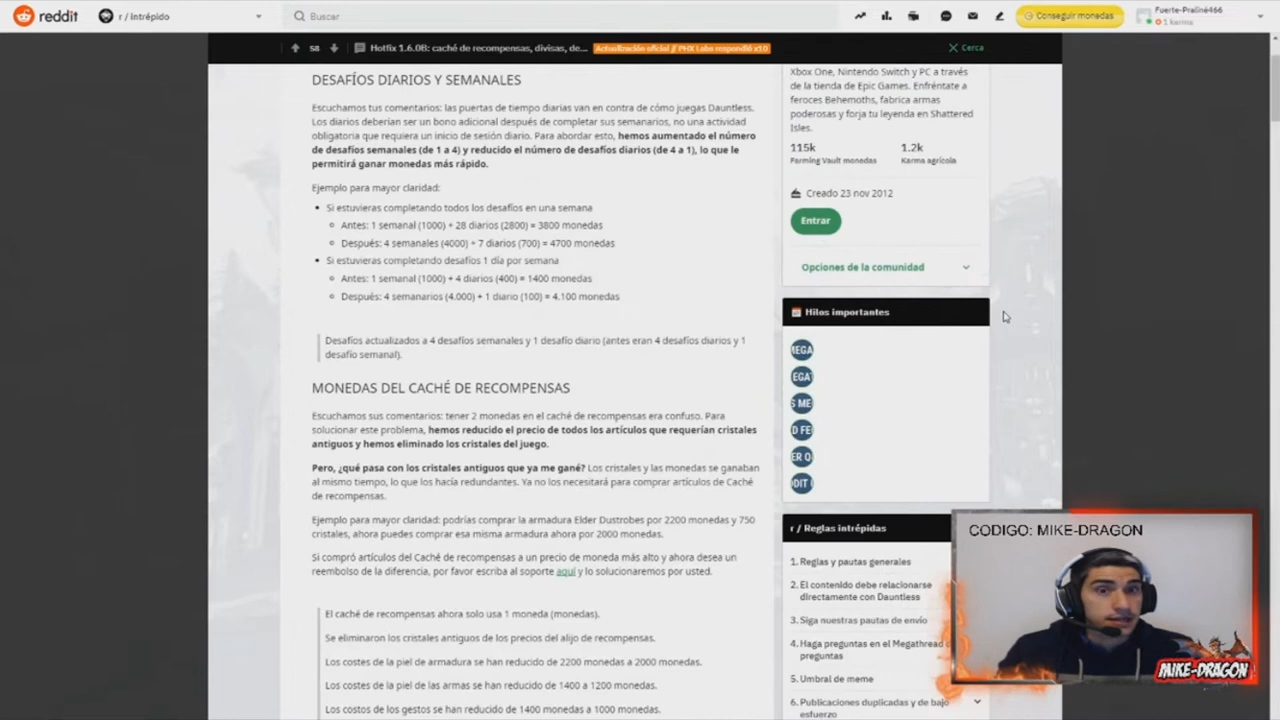 reddit
r / Intrépido
Buscar
Conseguir monedas
Fuerte-Praliné466
1 karma
58
Hotfix 1.6.0B: caché de recompensas, divisas, de...
Actualización oficial // PHX Labs respondió x10
Cerca
DESAFÍOS DIARIOS Y SEMANALES
Escuchamos tus comentarios: las puertas de tiempo diarias van en contra de cómo juegas Dauntless.
Los diarios deberían ser un bono adicional después de completar sus semanarios, no una actividad
obligatoria que requiera un inicio de sesión diario. Para abordar esto, hemos aumentado el número
de desafíos semanales (de 1 a 4) y reducido el número de desafíos diarios (de 4 a 1), lo que le
permitirá ganar monedas más rápido.
Ejemplo para mayor claridad:
Si estuvieras completando todos los desafíos en una semana
Antes: 1 semanal (1000) + 28 diarios (2800) = 3800 monedas
Después: 4 semanales (4000) + 7 diarios (700) = 4700 monedas
Si estuvieras completando desafíos 1 día por semana
Antes: 1 semanal (1000) + 4 diarios (400) = 1400 monedas
Después: 4 semanarios (4.000) + 1 diario (100) = 4.100 monedas
Desafíos actualizados a 4 desafíos semanales y 1 desafío diario (antes eran 4 desafíos diarios y 1
desafío semanal).
MONEDAS DEL CACHÉ DE RECOMPENSAS
Escuchamos sus comentarios: tener 2 monedas en el caché de recompensas era confuso. Para
solucionar este problema, hemos reducido el precio de todos los artículos que requerían cristales
antiguos y hemos eliminado los cristales del juego.
Pero, ¿qué pasa con los cristales antiguos que ya me gané? Los cristales y las monedas se ganaban
al mismo tiempo, lo que los hacía redundantes. Ya no los necesitará para comprar artículos de Caché
de recompensas.
Ejemplo para mayor claridad: podrías comprar la armadura Elder Dustrobes por 2200 monedas y 750
cristales, ahora puedes comprar esa misma armadura ahora por 2000 monedas.
Si compró artículos del Caché de recompensas a un precio de moneda más alto y ahora desea un
reembolso de la diferencia, por favor escriba al soporte aquí y lo solucionaremos por usted.
El caché de recompensas ahora solo usa 1 moneda (monedas).
Se eliminaron los cristales antiguos de los precios del alijo de recompensas.
Los costes de la piel de armadura se han reducido de 2200 monedas a 2000 monedas.
Los costes de la piel de las armas se han reducido de 1400 a 1200 monedas.
Los costos de los gestos se han reducido de 1400 monedas a 1000 monedas.
Xbox One, Nintendo Switch y PC a través
de la tienda de Epic Games. Enfréntate a
feroces Behemoths, fabrica armas
poderosas y forja tu leyenda en Shattered
Isles.
115k
1.2k
Farming Vault monedas
Karma agrícola
Creado 23 nov 2012
Entrar
Opciones de la comunidad
Hilos importantes
MEGA
EGAT
S ME
D FE
ER Q
DDIT
r / Reglas intrépidas
1. Reglas y pautas generales
2. El contenido debe relacionarse
directamente con Dauntless
3. Siga nuestras pautas de envío
4. Haga preguntas en el Megathread
preguntas
5. Umbral de meme
6. Publicaciones duplicadas y de bajo
esfuerzo
CODIGO: MIKE-DRAGON
MIKE-DRAGON